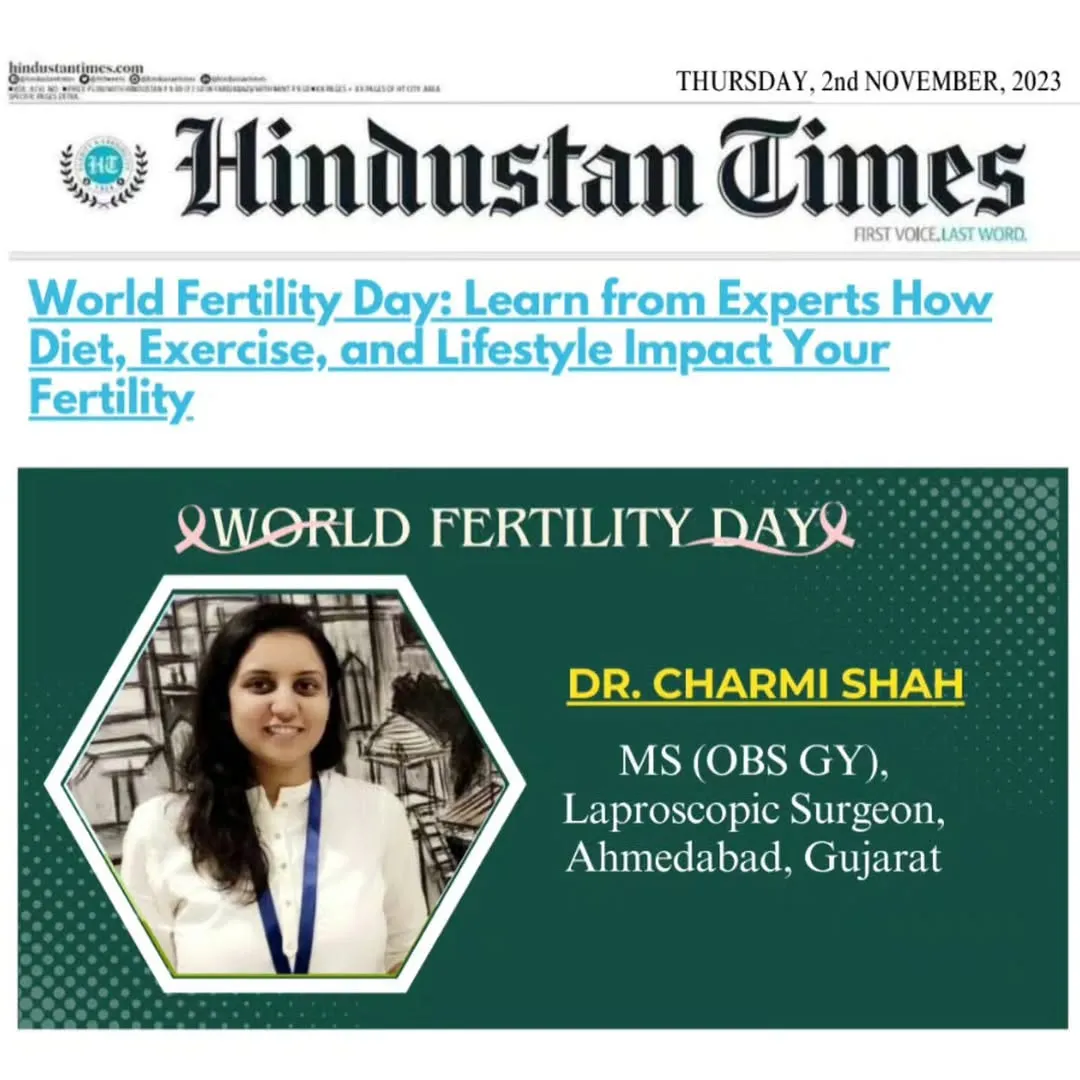 hindustantimes.com
THURSDAY, 2nd NOVEMBER, 2023
HT
Hindustan Times
FIRST VOICE. LAST WORD.
World Fertility Day: Learn from Experts How
Diet, Exercise, and Lifestyle Impact Your
Fertility
WORLD FERTILITY DAY
DR. CHARMI SHAH
MS (OBS GY),
Laproscopic Surgeon,
Ahmedabad, Gujarat